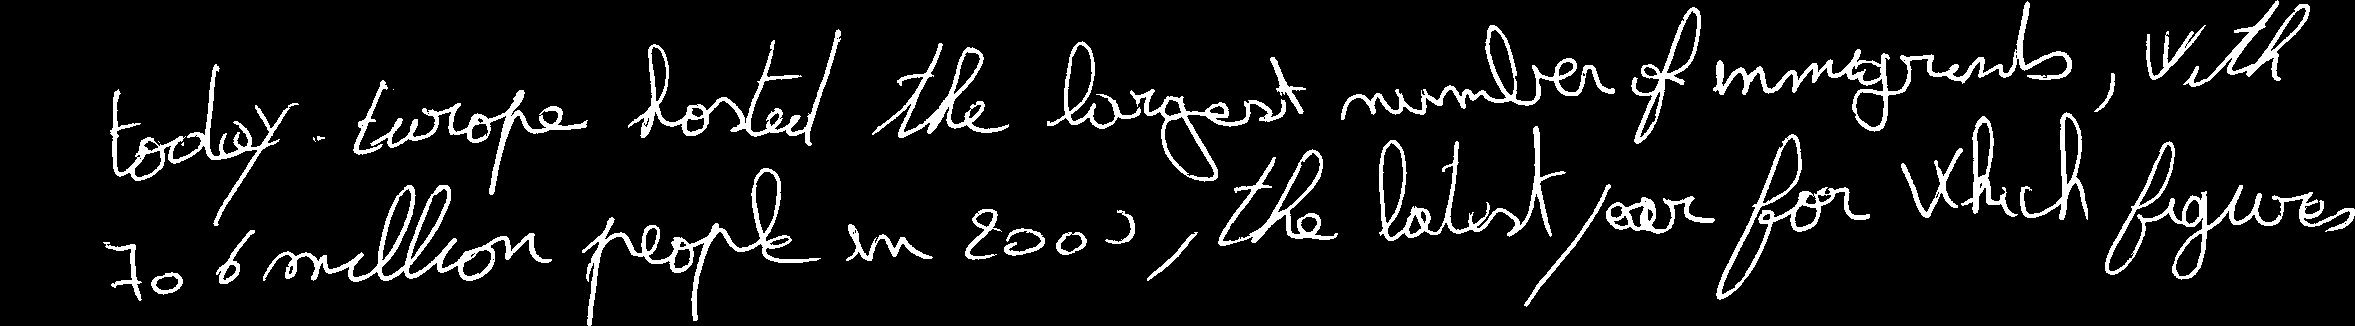 today. Europe hosted the largest number of immigrants, with
70 6 million people in 2000, the latest year for which figures